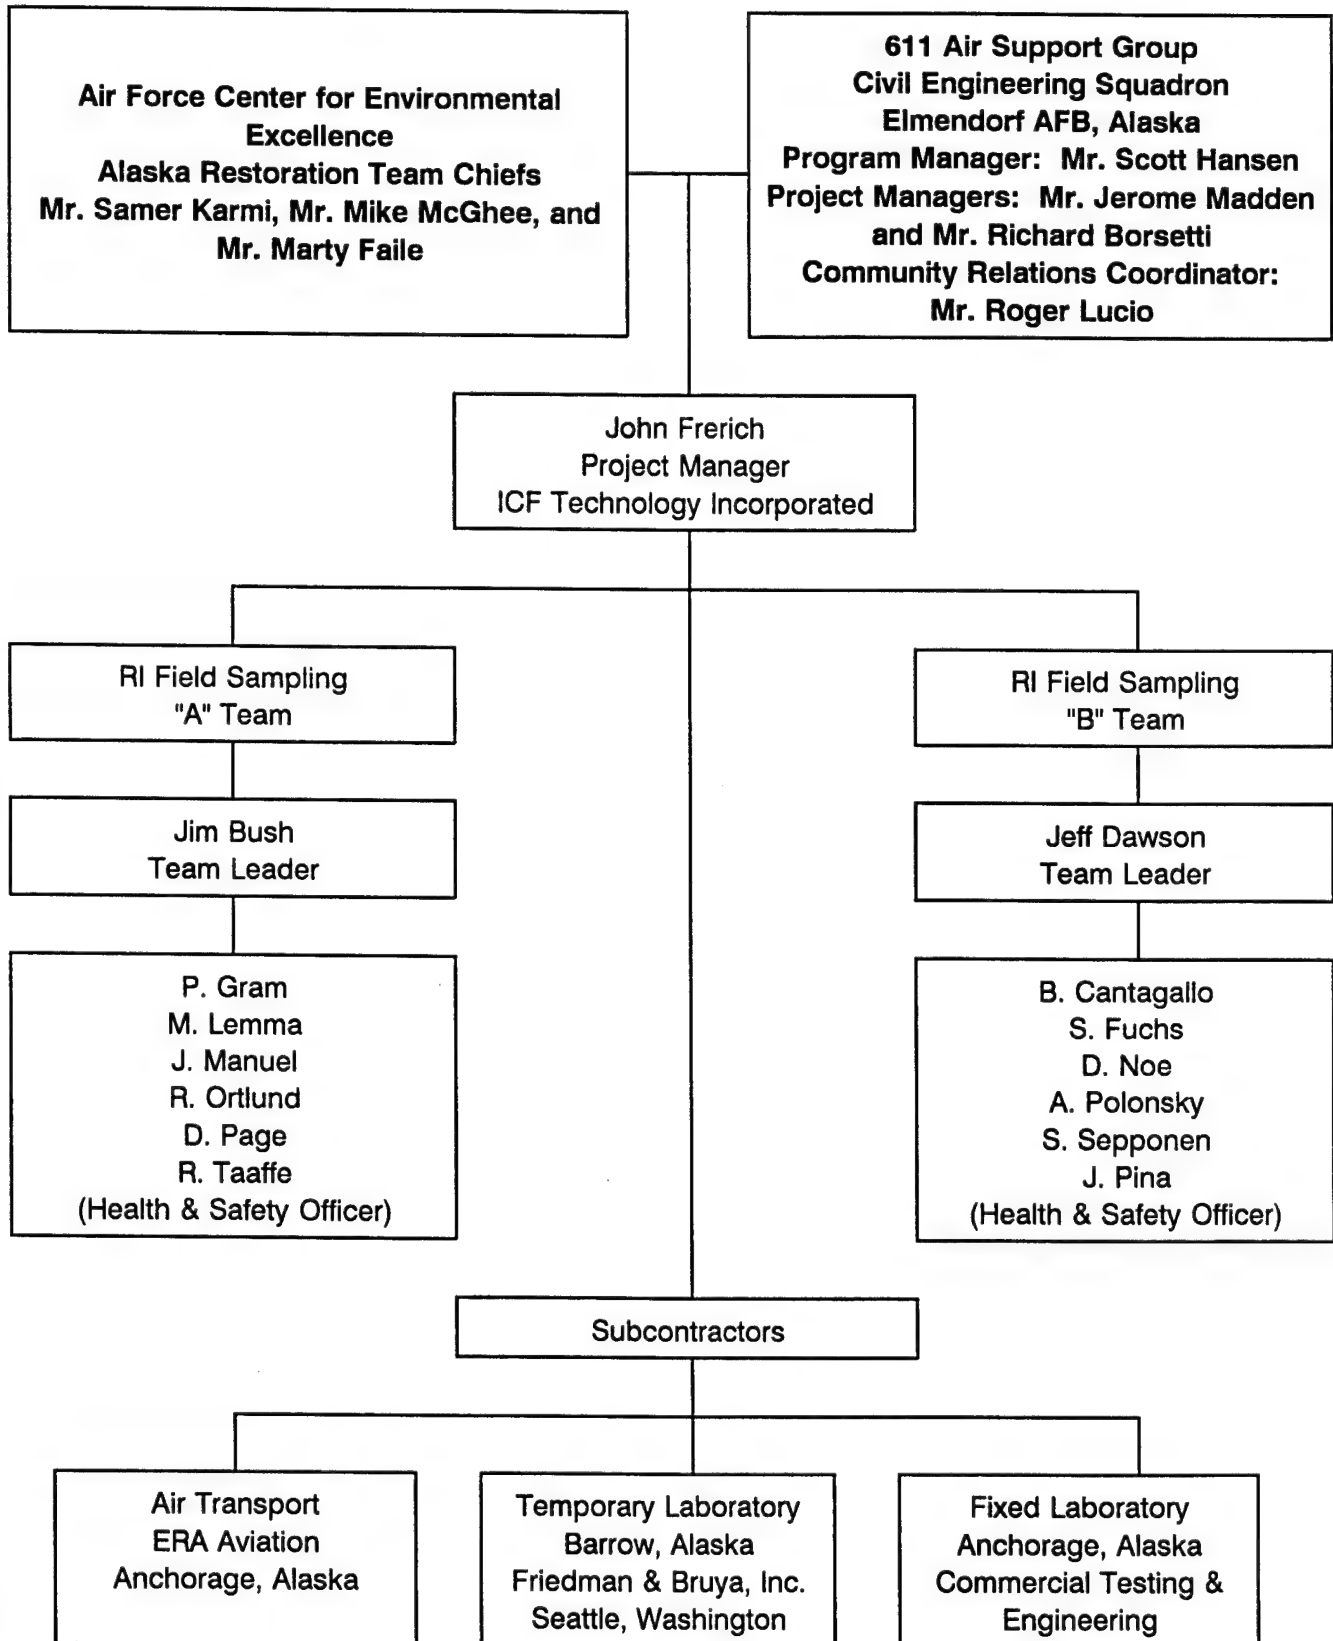 Air Force Center for Environmental
Excellence
Alaska Restoration Team Chiefs
Mr. Samer Karmi, Mr. Mike McGhee, and
Mr. Marty Faile
611 Air Support Group
Civil Engineering Squadron
Elmendorf AFB, Alaska
Program Manager: Mr. Scott Hansen
Project Managers: Mr. Jerome Madden
and Mr. Richard Borsetti
Community Relations Coordinator:
Mr. Roger Lucio
John Frerich
Project Manager
ICF Technology Incorporated
RI Field Sampling
"A" Team
RI Field Sampling
"B" Team
Jim Bush
Team Leader
Jeff Dawson
Team Leader
P. Gram
M. Lemma
J. Manuel
R. Ortlund
D. Page
R. Taaffe
(Health & Safety Officer)
B. Cantagallo
S. Fuchs
D. Noe
A. Polonsky
S. Sepponen
J. Pina
(Health & Safety Officer)
Subcontractors
Air Transport
ERA Aviation
Anchorage, Alaska
Temporary Laboratory
Barrow, Alaska
Friedman & Bruya, Inc.
Seattle, Washington
Fixed Laboratory
Anchorage, Alaska
Commercial Testing &
Engineering